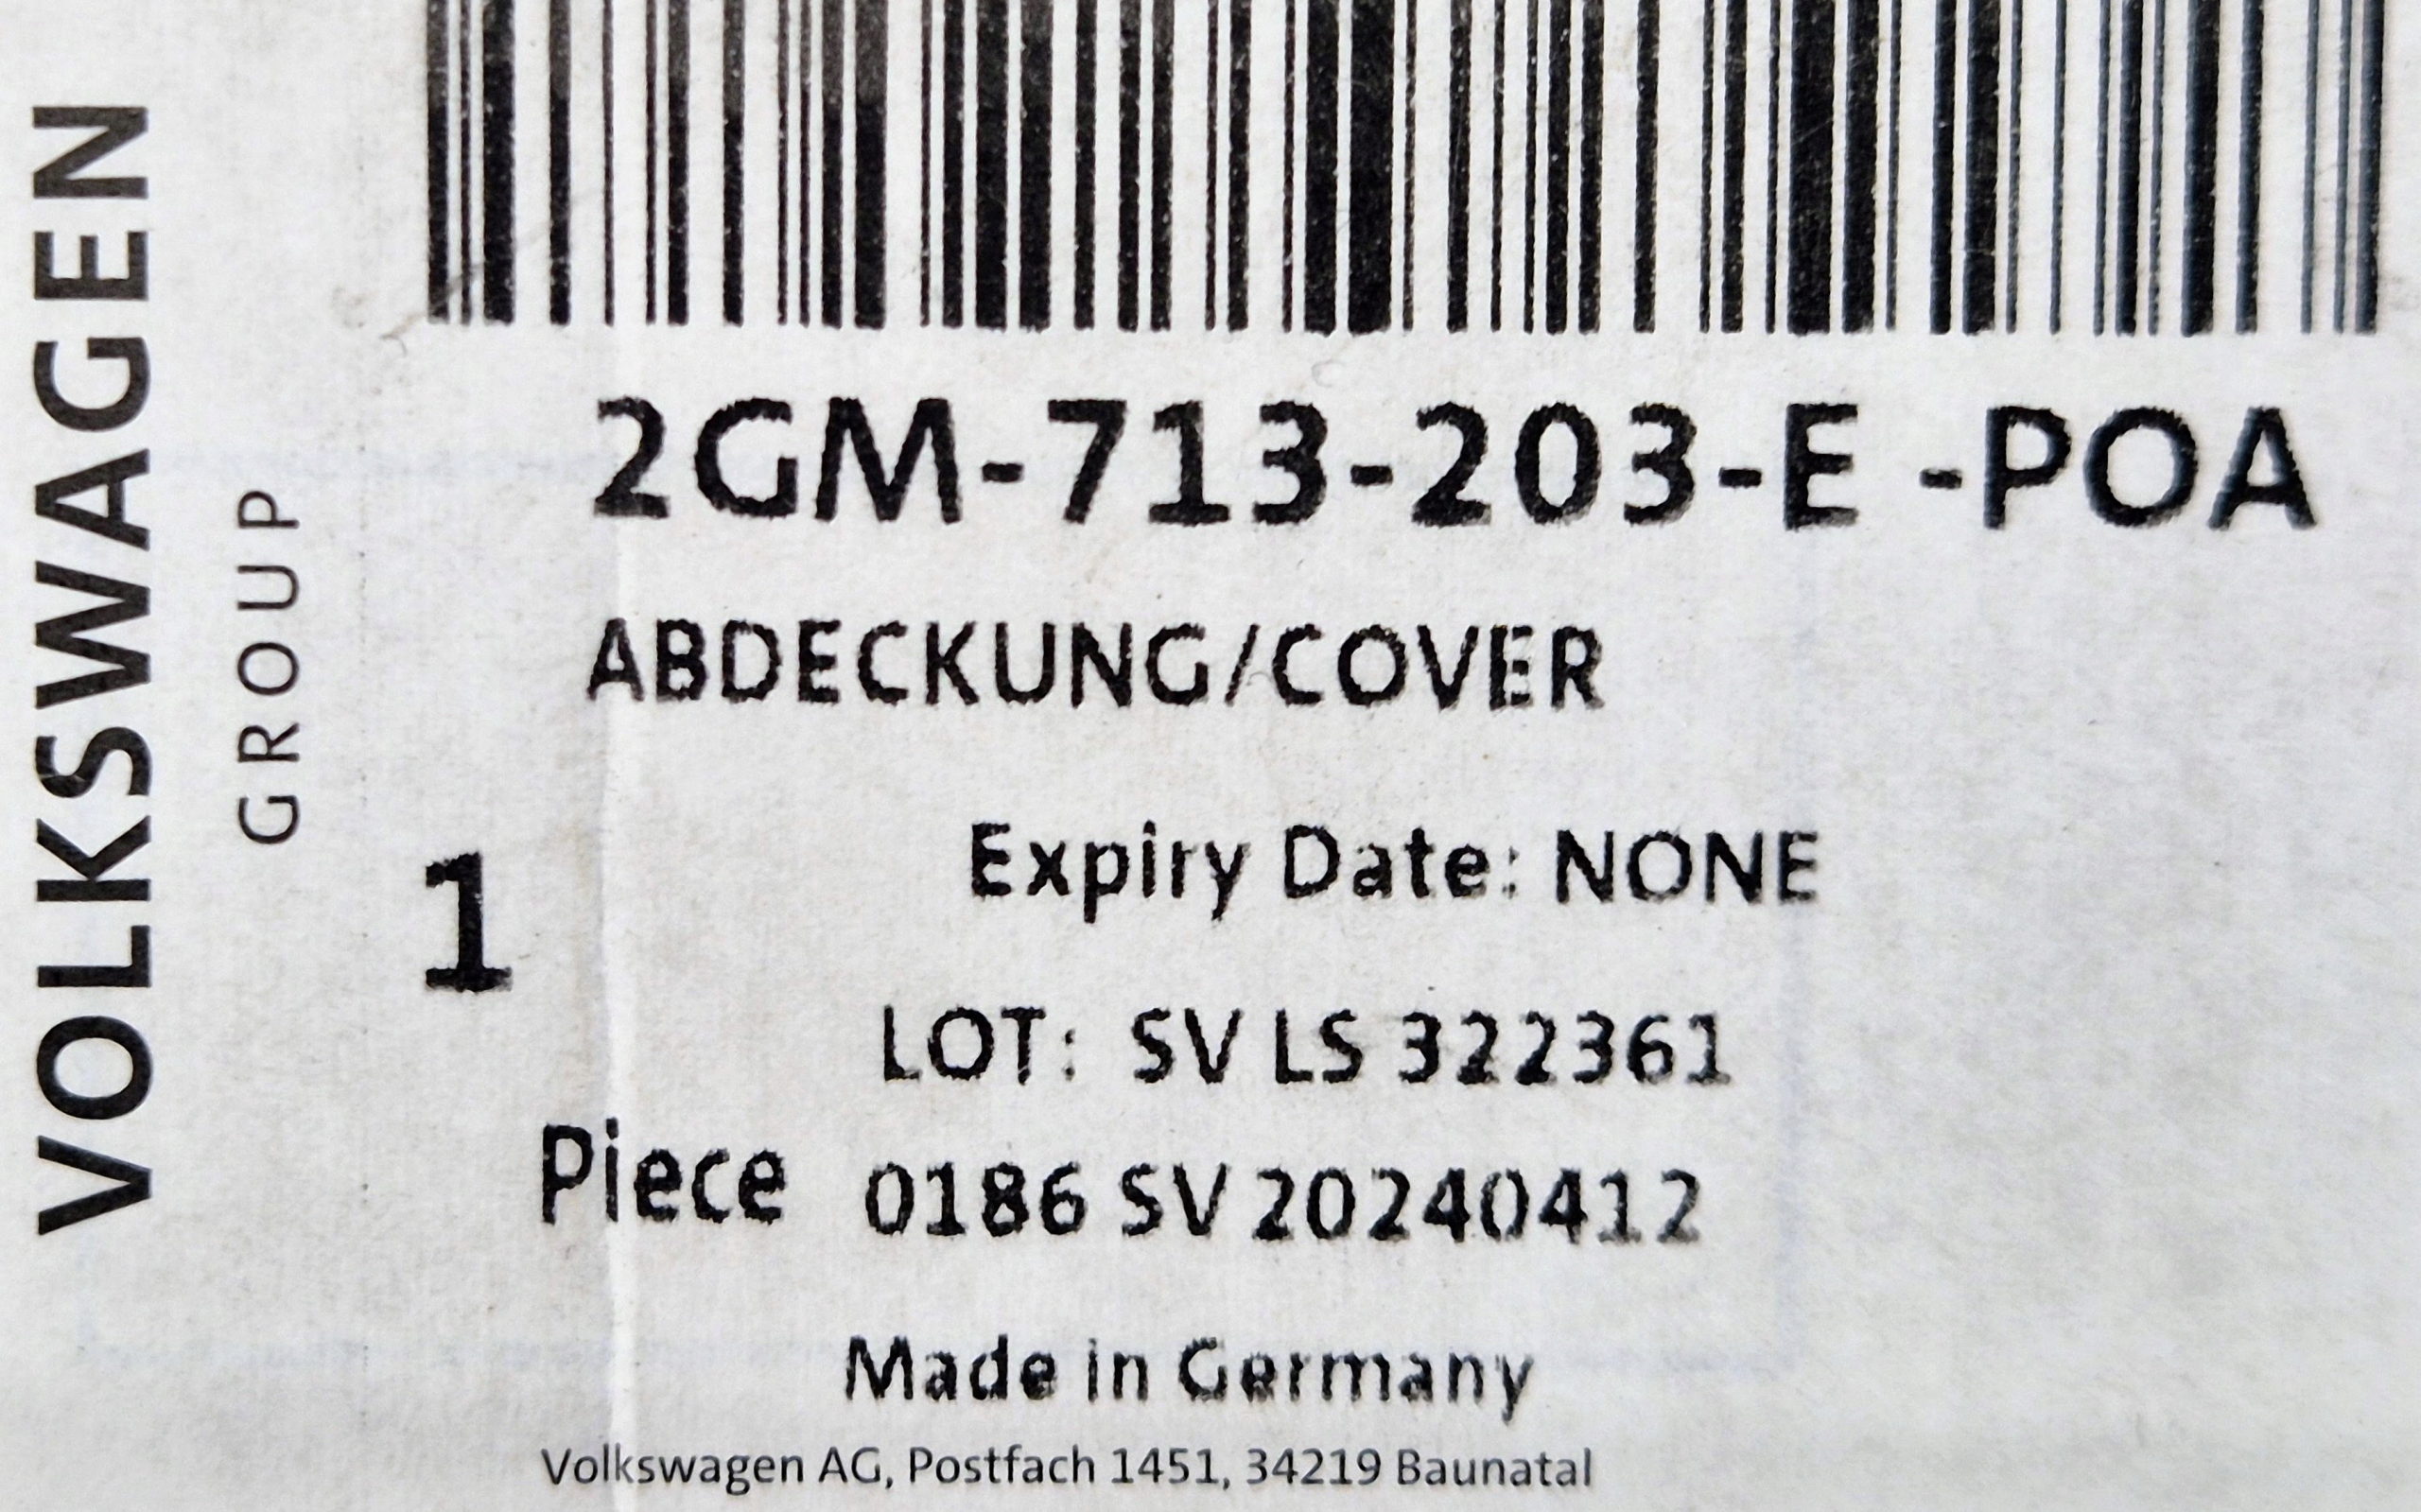 VOLKSWAGEN
GROUP
2GM-713-203-E -POA
ABDECKUNG/COVER
Expiry Date: NONE
1
LOT: SV LS 322361
Piece 0186 SV 20240412
Made in Germany
Volkswagen AG, Postfach 1451, 34219 Baunatal